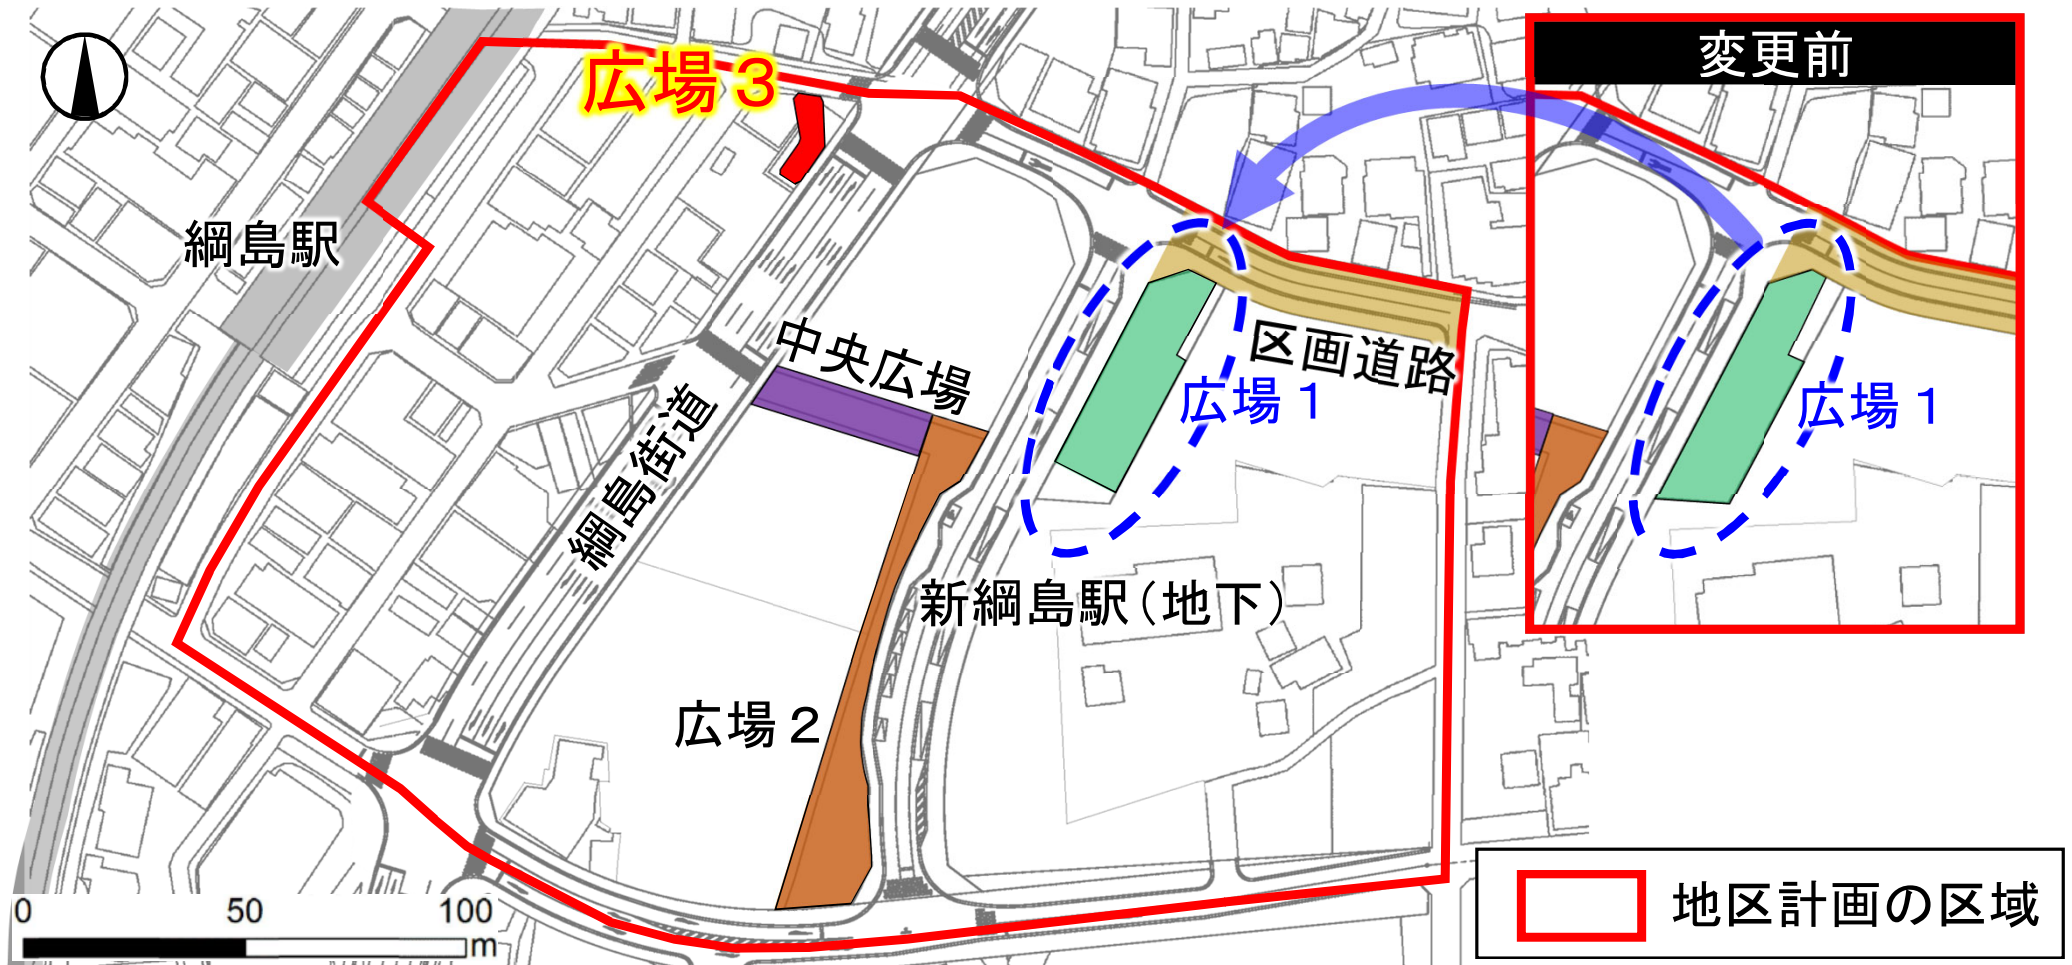 変更前
広場３
綱島駅
中央広場
区画道路
広場１
広場１
綱島街道
新綱島駅（地下）
広場２
0 50 100
m
地区計画の区域